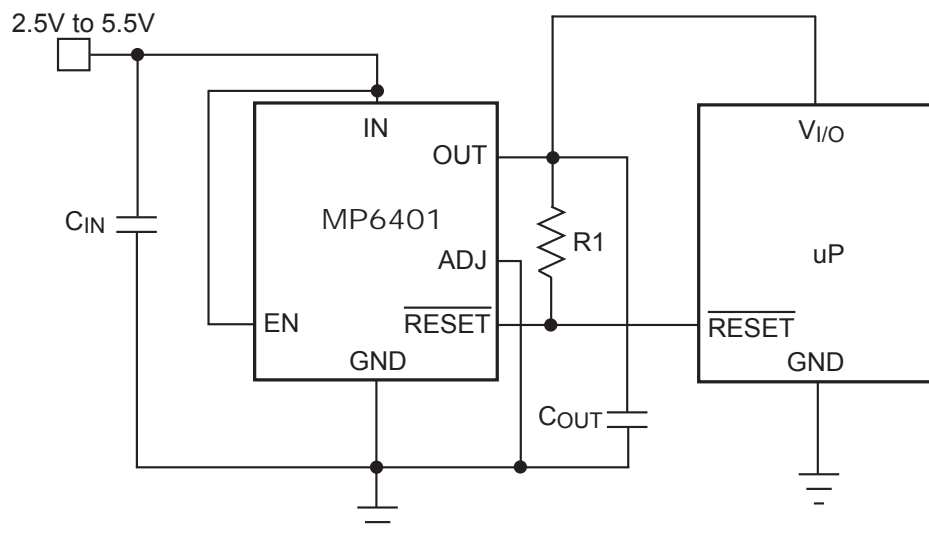 2.5V to 5.5V
IN
OUT
VI/O
CIN
MP6401
R1
uP
ADJ
EN
RESET
RESET
GND
GND
COUT